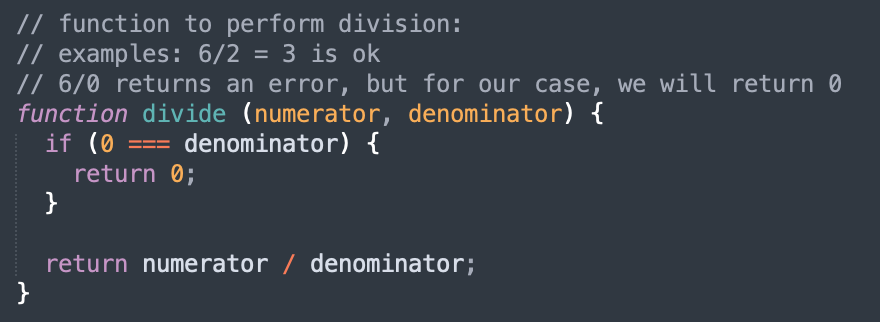 // function to perform division:
// examples: 6/2 = 3 is ok
// 6/0 returns an error, but for our case, we will return 0
function divide (numerator, denominator) {
  if (0 === denominator) {
    return 0;
  }

  return numerator / denominator;
}